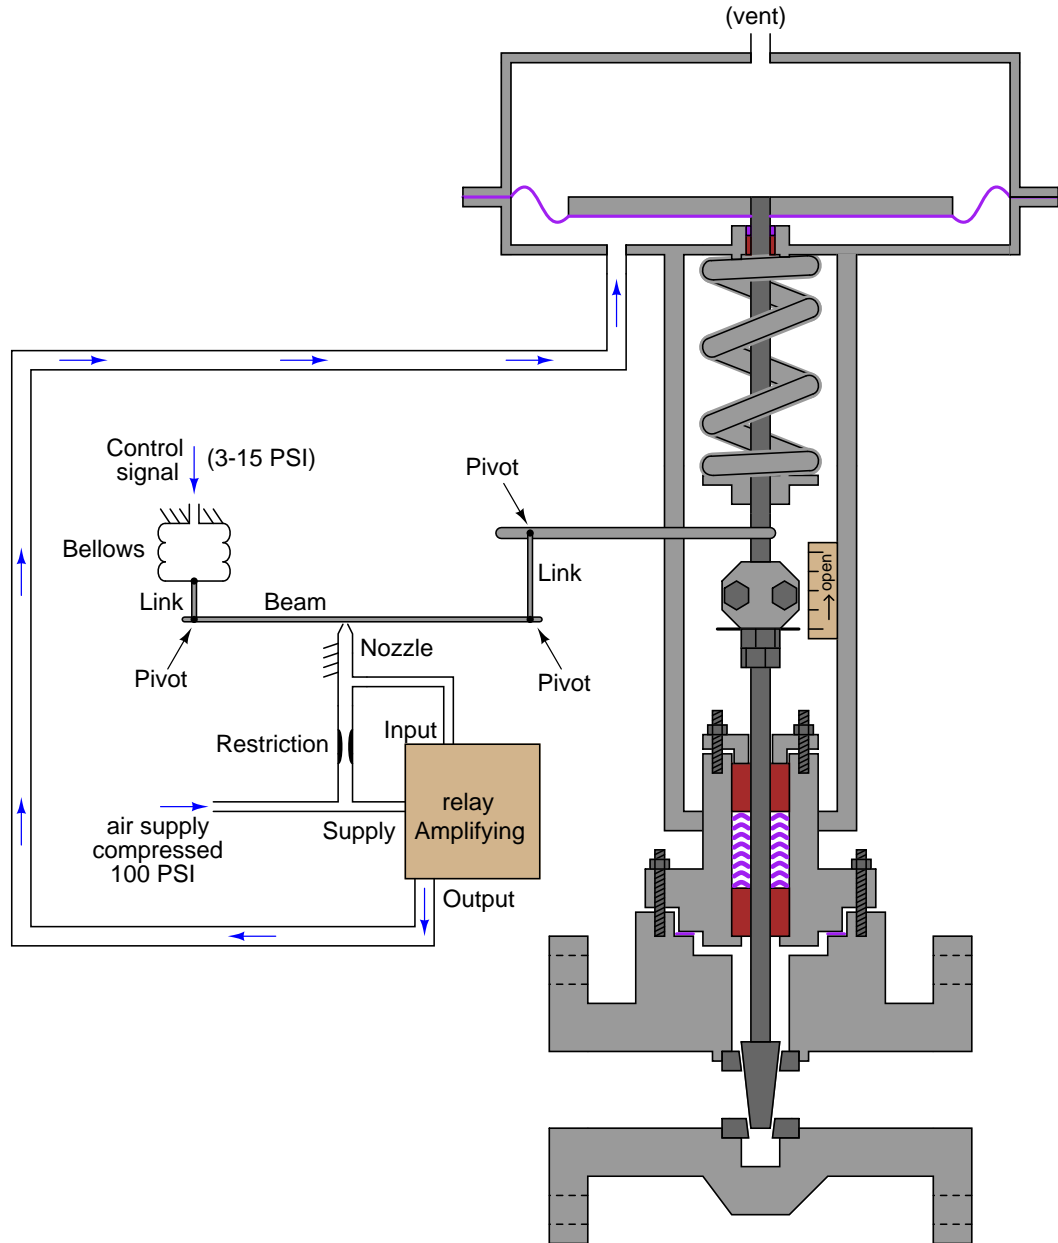 (vent)
Control
signal
(3-15 PSI)
Pivot
Bellows
Link
Beam
Link
open
Nozzle
Pivot
Pivot
Restriction
Input
relay
Amplifying
Supply
air supply
compressed
100 PSI
Output